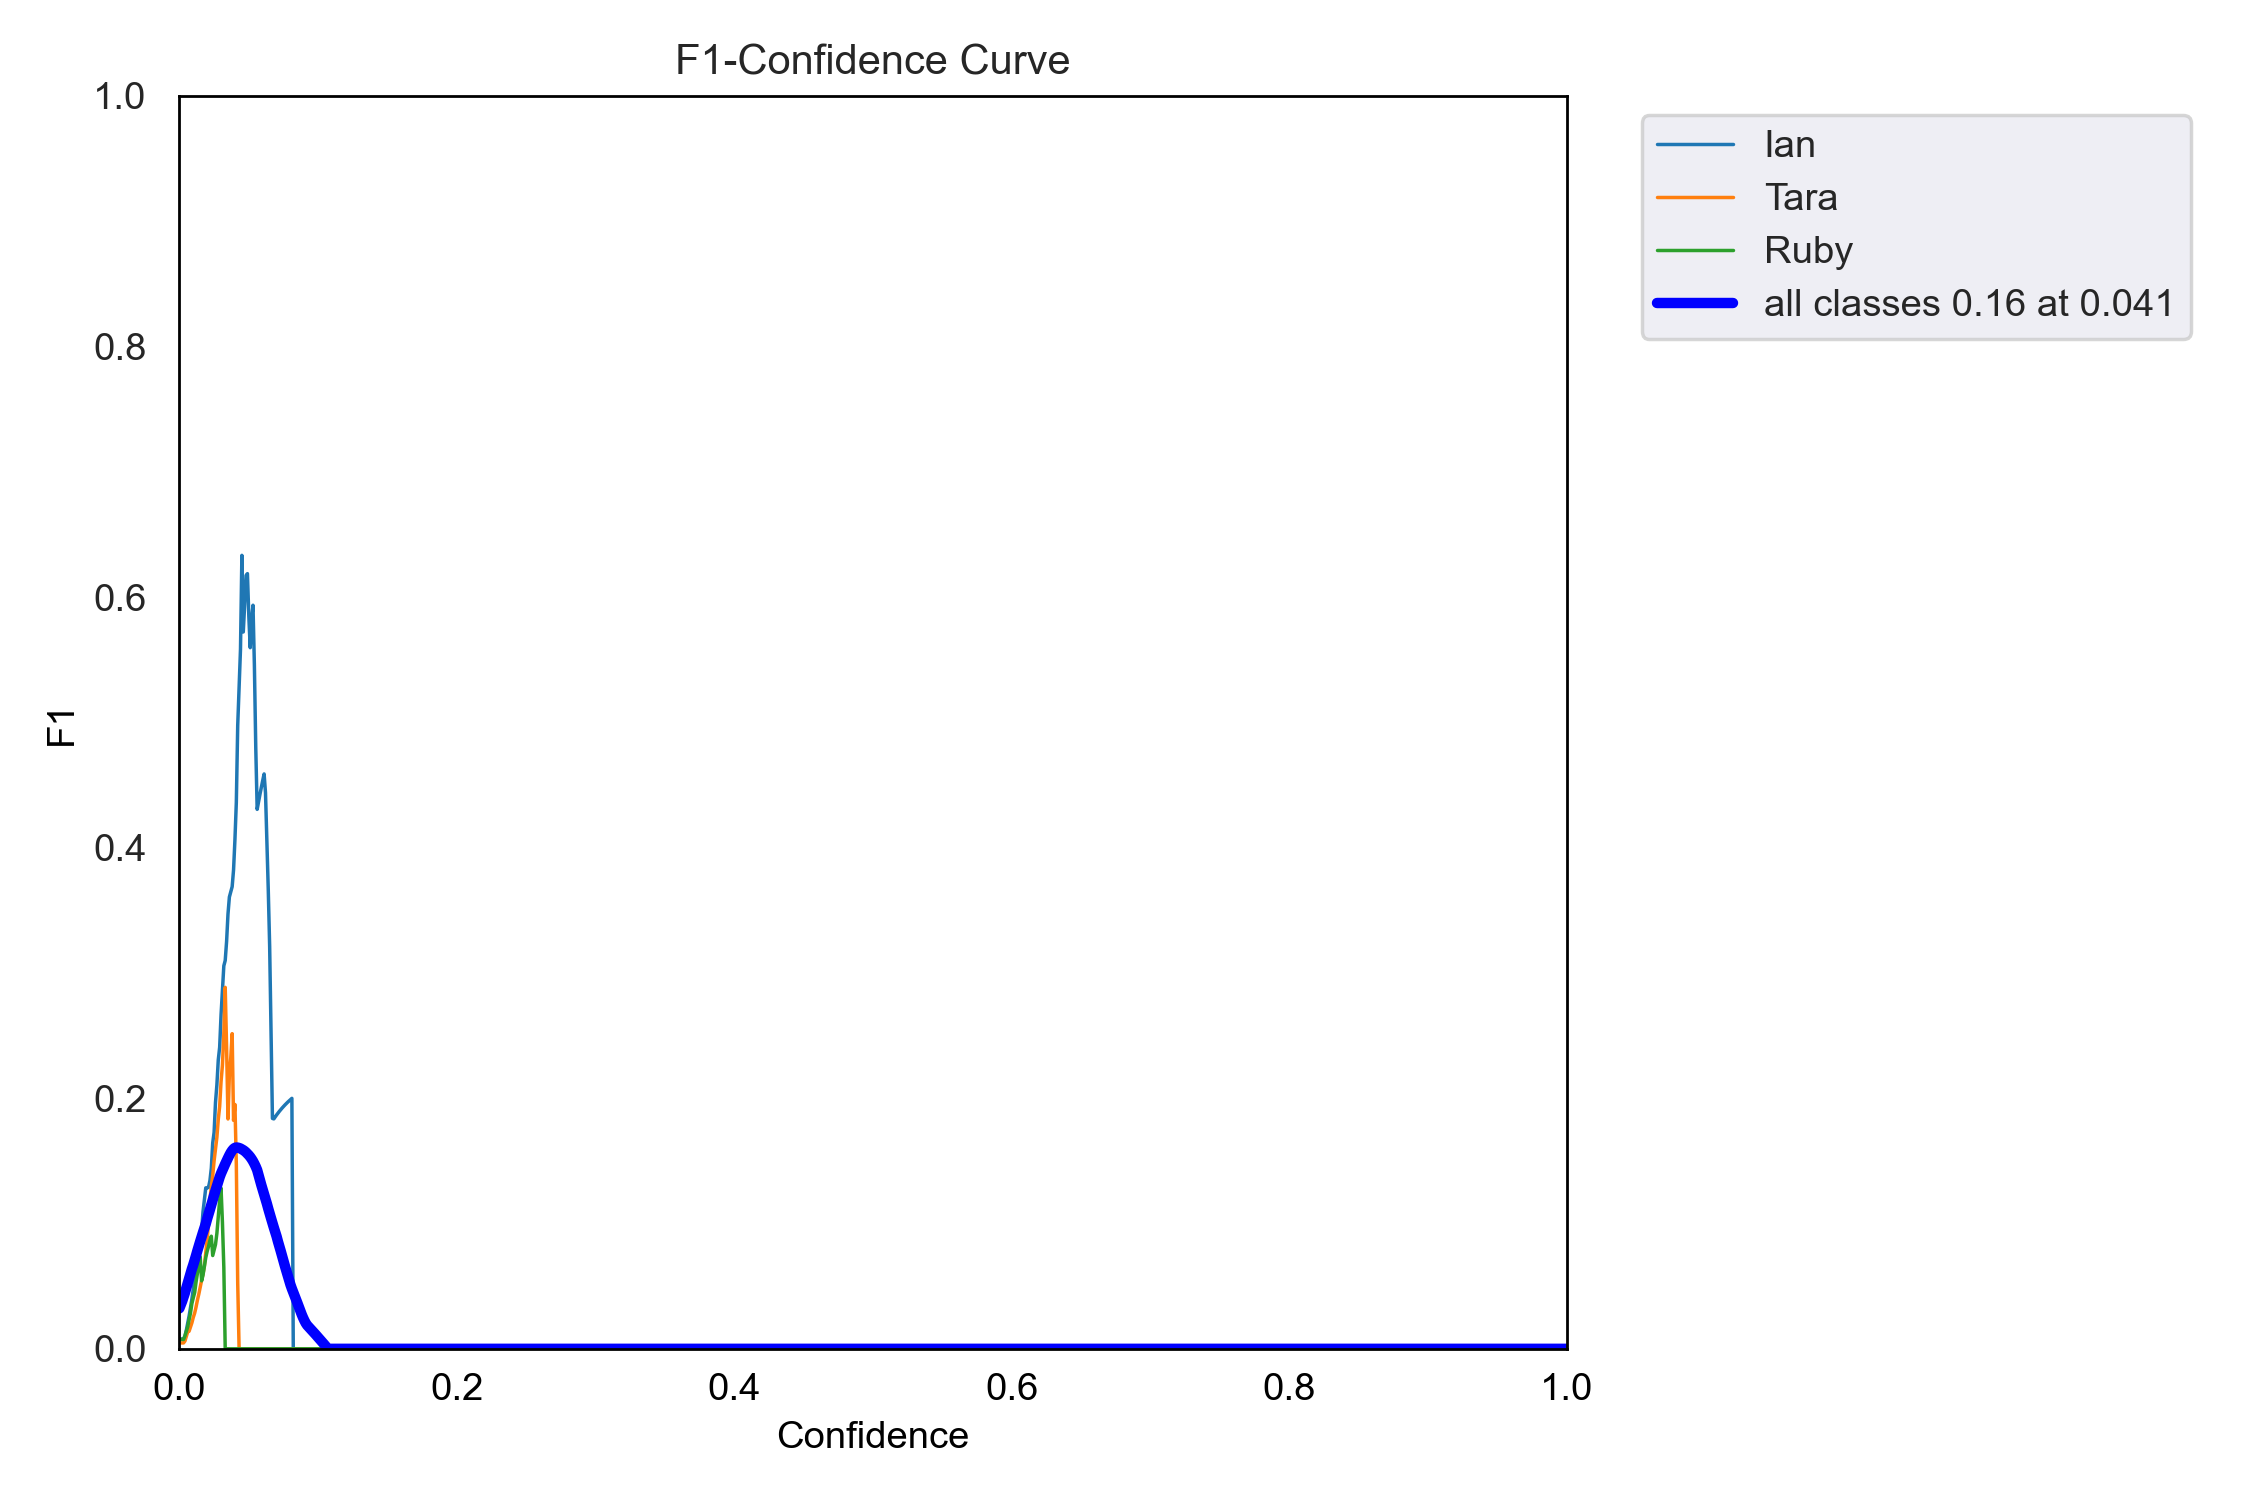 F1-Confidence Curve
1.0
0.8
0.6
0.4
0.2
0.0
F1
0.0 0.2 0.4 0.6 0.8 1.0
Confidence
Ian
Tara
Ruby
all classes 0.16 at 0.041